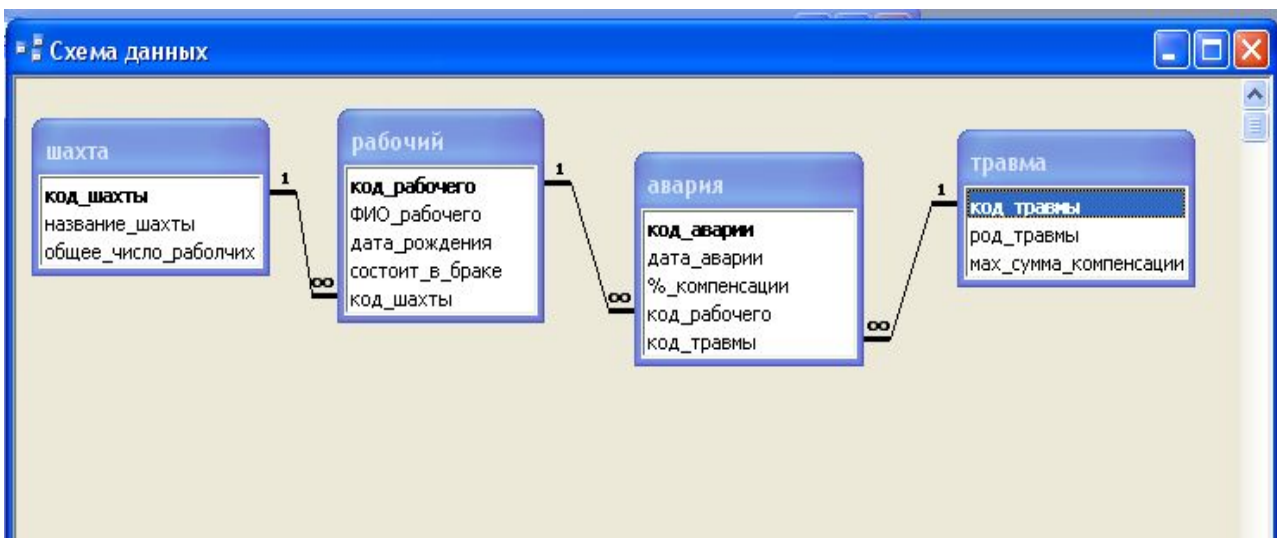 Схема данных
шахта
код_шахты
название_шахты
общее_число_раболчих
1
∞
рабочий
код_рабочего
ФИО_рабочего
дата_рождения
состоит_в_браке
код_шахты
1
∞
авария
код_аварии
дата_аварии
%_компенсации
код_рабочего
код_травмы
1
∞
травма
код_травмы
род_травмы
мах_сумма_компенсации